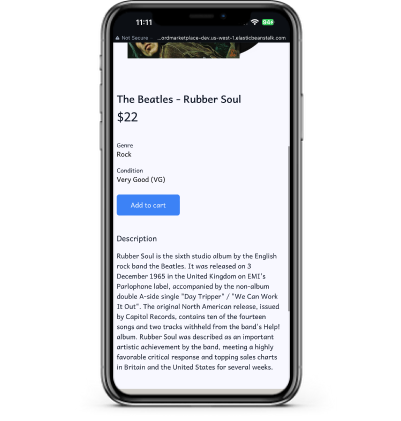 11:11
Not Secure ...ordmarketplace-dev.us-west-1.elasticbeanstalk.com
The Beatles - Rubber Soul
$22
Genre
Rock
Condition
Very Good (VG)
Add to cart
Description
Rubber Soul is the sixth studio album by the English
rock band the Beatles. It was released on 3
December 1965 in the United Kingdom on EMI's
Parlophone label, accompanied by the non-album
double A-side single "Day Tripper" / "We Can Work
It Out". The original North American release, issued
by Capitol Records, contains ten of the fourteen
songs and two tracks withheld from the band's Help!
album. Rubber Soul was described as an important
artistic achievement by the band, meeting a highly
favorable critical response and topping sales charts
in Britain and the United States for several weeks.